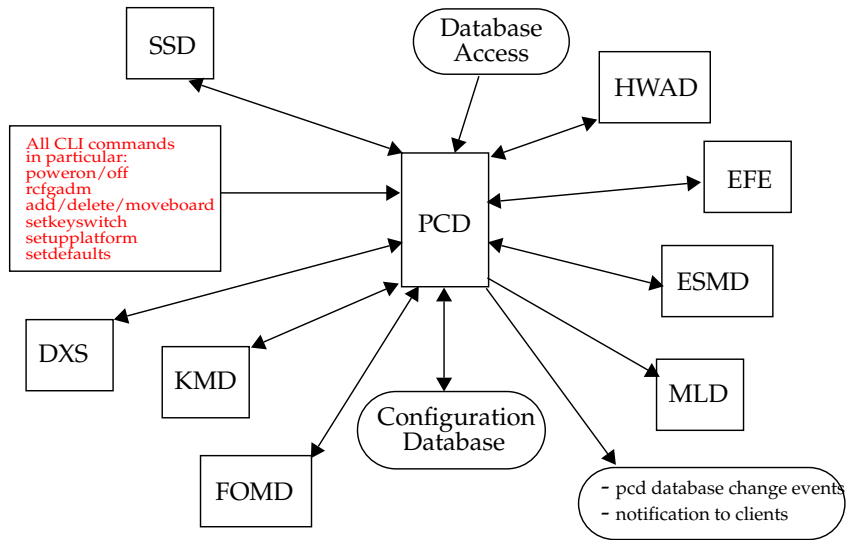 SSD
Database
Access
HWAD
All CLI commands
in particular:
poweron/off
rcfgadm
add/delete/moveboard
setkeyswitch
setupplatform
setdefaults
PCD
EFE
ESMD
DXS
KMD
MLD
Configuration
Database
FOMD
- pcd database change events
- notification to clients